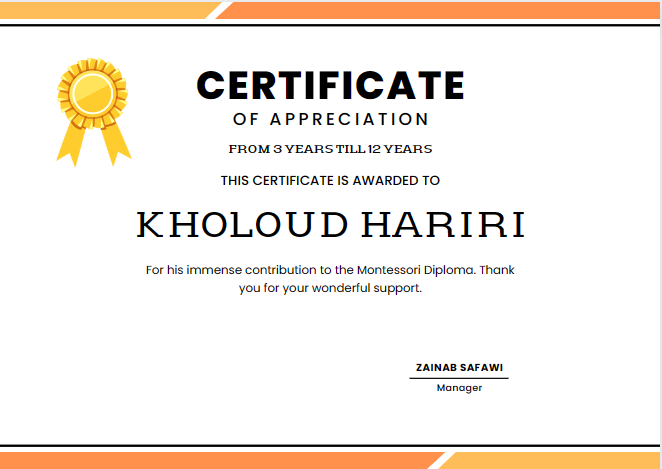 CERTIFICATE
OF APPRECIATION
FROM 3 YEARS TILL 12 YEARS
THIS CERTIFICATE IS AWARDED TO
KHOLOUD HARIRI
For his immense contribution to the Montessori Diploma. Thank
you for your wonderful support.
ZAINAB SAFAWI
Manager